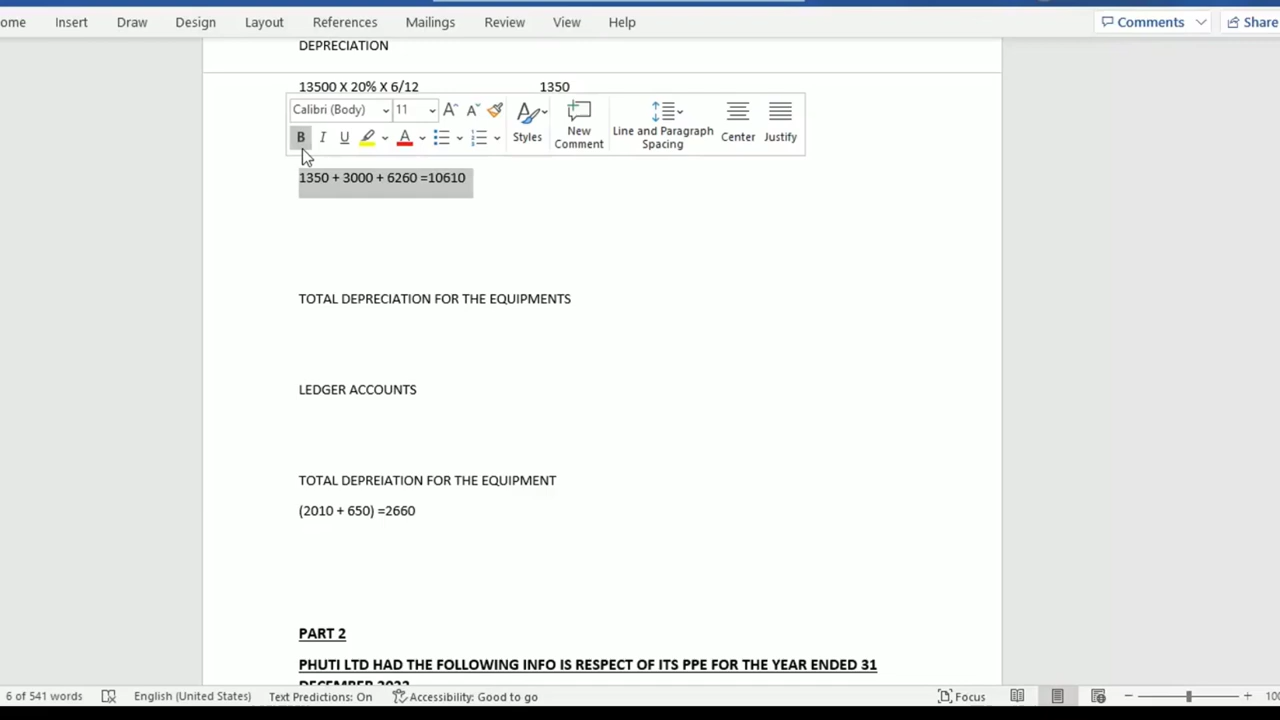 ome Insert Draw Design Layout References Mailings Review View Help Comments Share
DEPRECIATION
13500 X 20% X 6/12 1350
Calibri (Body) 11
B I U A Styles New Comment Line and Paragraph Spacing Center Justify
1350 + 3000 + 6260 =10610
TOTAL DEPRECIATION FOR THE EQUIPMENTS
LEDGER ACCOUNTS
TOTAL DEPREIATION FOR THE EQUIPMENT
(2010 + 650) =2660
PART 2
PHUTI LTD HAD THE FOLLOWING INFO IS RESPECT OF ITS PPE FOR THE YEAR ENDED 31
DECEMBER 2022
6 of 541 words English (United States) Text Predictions: On Accessibility: Good to go Focus 100